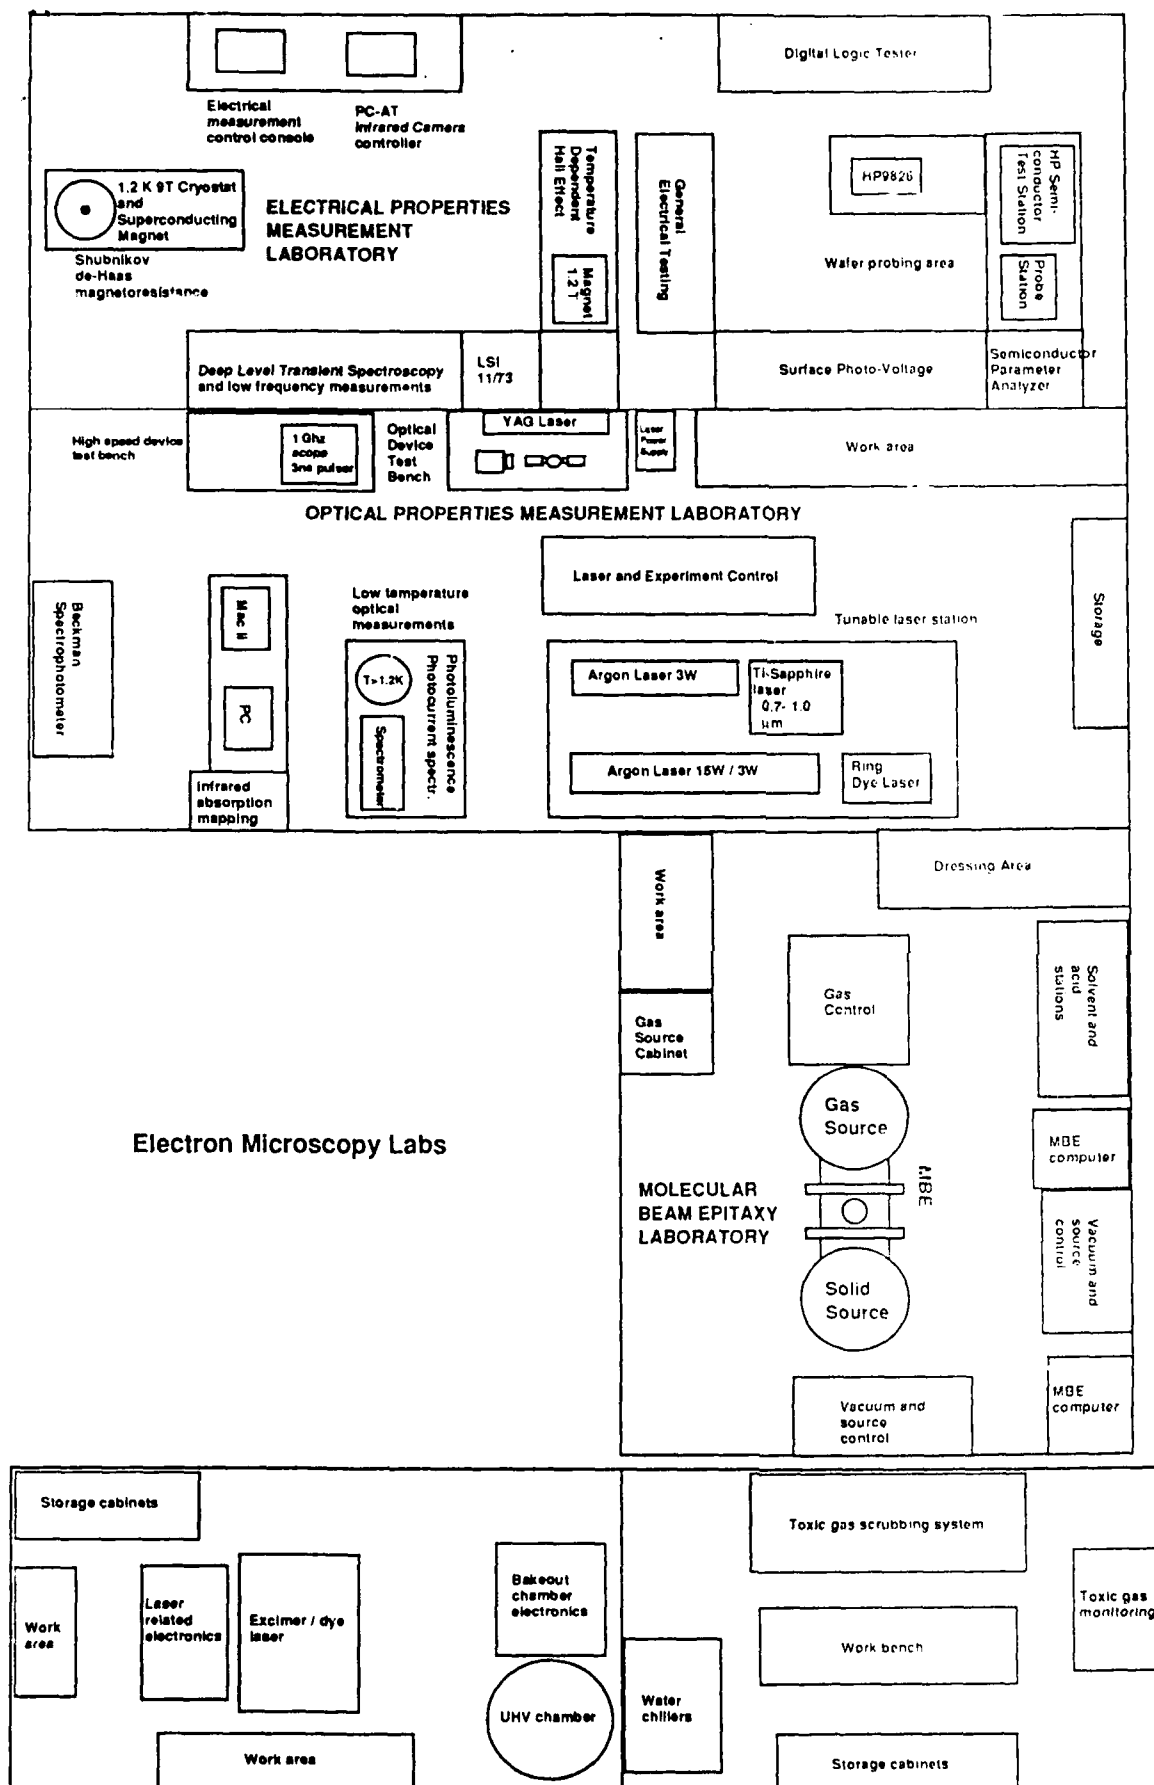 Digital Logic Tester
Electrical
measurement
control console
PC-AT
Infrared Camera
controller
1.2 K 9T Cryostat
and
Superconducting
Magnet
Shubnikov
de-Haas
magnetoresistance
ELECTRICAL PROPERTIES
MEASUREMENT
LABORATORY
Temperature
Dependent
Hall Effect
Magnet
1.2 T
General
Electrical Testing
HP9826
Wafer probing area
HP Semi-
conductor
Test Station
Probe
Station
Deep Level Transient Spectroscopy
and low frequency measurements
LSI
11/73
Surface Photo-Voltage
Semiconductor
Parameter
Analyzer
High speed device
test bench
1 Ghz
scope
3ns pulser
Optical
Device
Test
Bench
YAG Laser
Laser
Power
Supply
Work area
OPTICAL PROPERTIES MEASUREMENT LABORATORY
Beckman
Spectrophotometer
Mac II
PC
Infrared
absorption
mapping
Low temperature
optical
measurements
T>1.2K
Spectrometer
Photoluminescence
Photocurrent spectr.
Laser and Experiment Control
Tunable laser station
Argon Laser 3W
Ti-Sapphire
laser
0.7- 1.0
µm
Argon Laser 15W / 3W
Ring
Dye Laser
Storage
Work area
Dressing Area
Gas
Source
Cabinet
Gas
Control
Solvent and
acid
stations
Gas
Source
MBE
computer
Electron Microscopy Labs
MOLECULAR
BEAM EPITAXY
LABORATORY
MBE
Vacuum and
source
control
Solid
Source
Vacuum and
source
control
MBE
computer
Storage cabinets
Work
area
Laser
related
electronics
Excimer / dye
laser
Bakeout
chamber
electronics
UHV chamber
Work area
Water
chillers
Toxic gas scrubbing system
Toxic gas
monitoring
Work bench
Storage cabinets